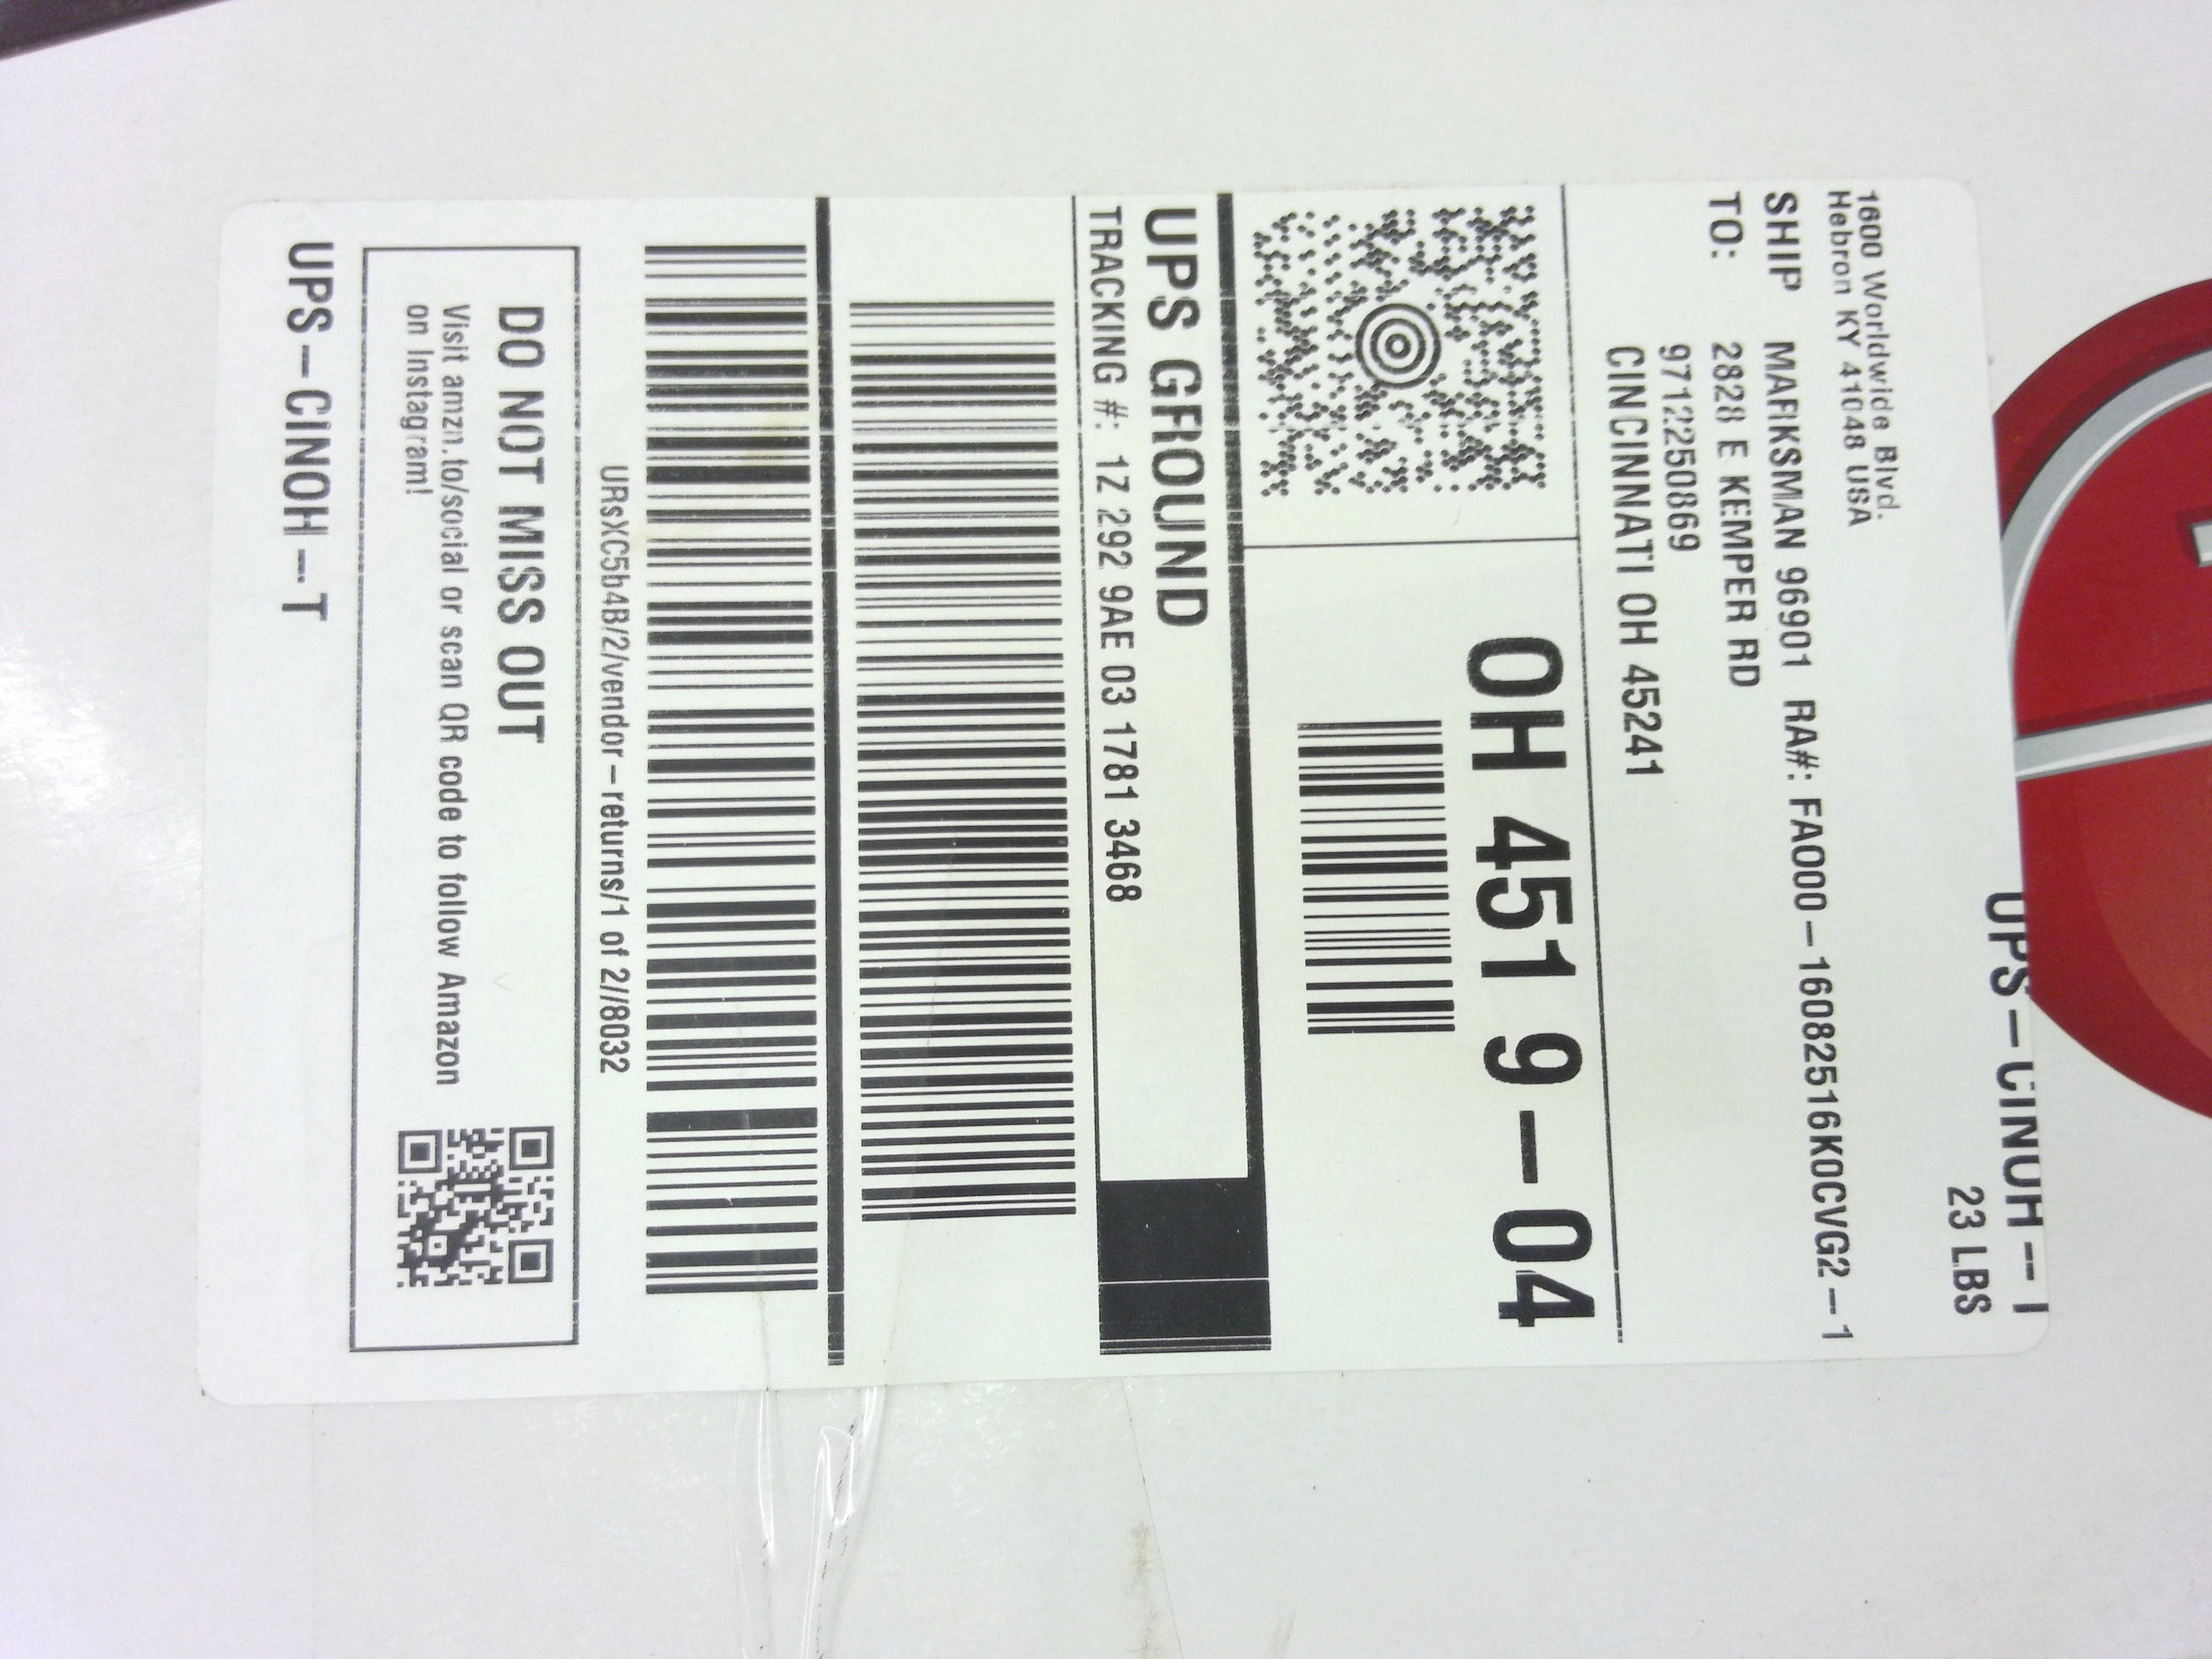 UPS-CINOH--T
23 LBS
1600 Worldwide Blvd.
Hebron KY 41048 USA
SHIP MARKSMAN 96901 RA#: FA000-1608251 6K0CVG2--1
TO: 2828 E KEMPER RD
9712250869
CINCINNATI OH 45241
OH 451 9-04
UPS GROUND
TRACKING #: 1Z 292 9AE 03 1781 3468
URsXC5b4B/2/vendor-returns/1 of 2//8032
DO NOT MISS OUT
Visit amzn.to/social or scan QR code to follow Amazon
on Instagram!
UPS-CINOH--T